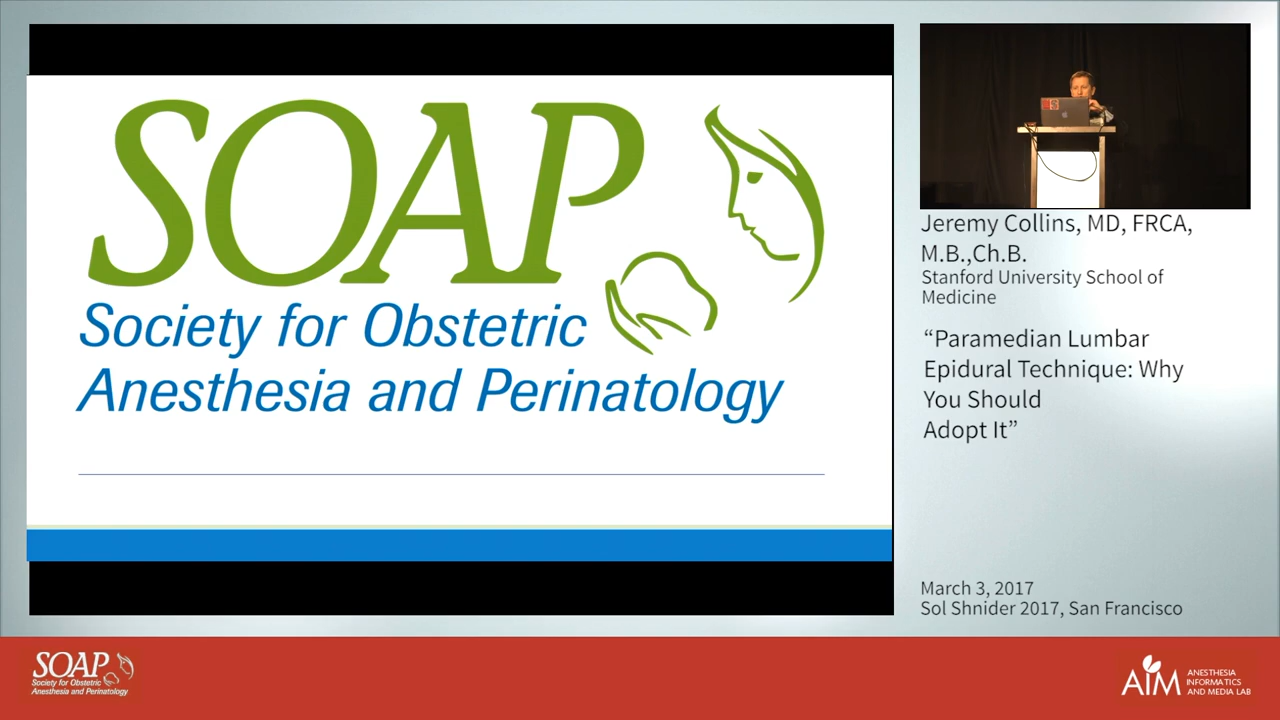 SOAP
Society for Obstetric
Anesthesia and Perinatology
Jeremy Collins, MD, FRCA,
M.B.,Ch.B.
Stanford University School of
Medicine
“Paramedian Lumbar
Epidural Technique: Why
You Should
Adopt It”
March 3, 2017
Sol Shnider 2017, San Francisco
SOAP
Society for Obstetric
Anesthesia and Perinatology
AIM
ANESTHESIA
INFORMATICS
AND MEDIA LAB